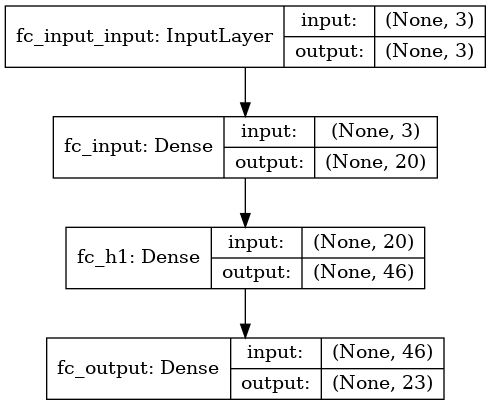 fc_input_input: InputLayer
input: (None, 3)
output: (None, 3)
fc_input: Dense
input: (None, 3)
output: (None, 20)
fc_h1: Dense
input: (None, 20)
output: (None, 46)
fc_output: Dense
input: (None, 46)
output: (None, 23)